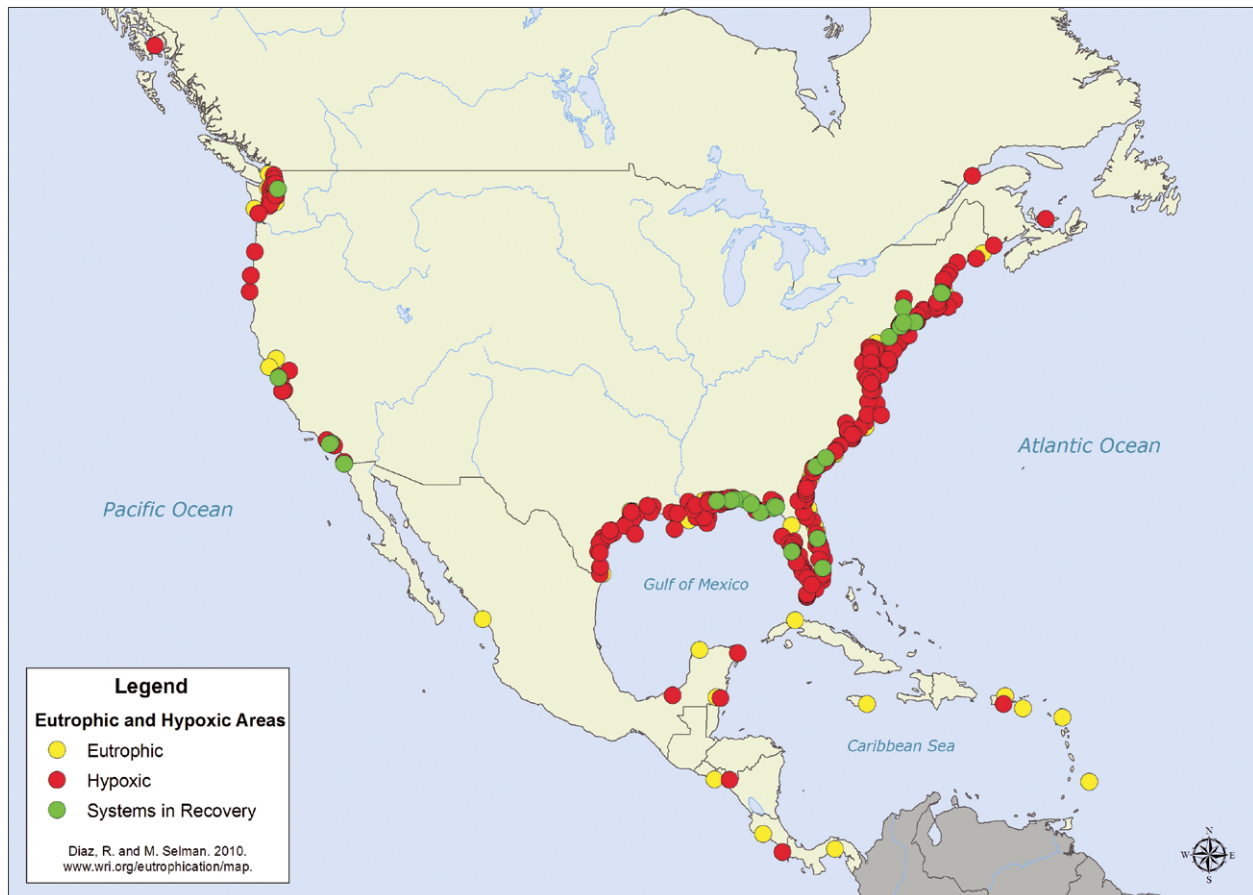 Pacific Ocean
Atlantic Ocean
Gulf of Mexico
Caribbean Sea
Legend
Eutrophic and Hypoxic Areas
Eutrophic
Hypoxic
Systems in Recovery
Diaz, R. and M. Selman. 2010.
www.wri.org/eutrophication/map.
N
W E
S